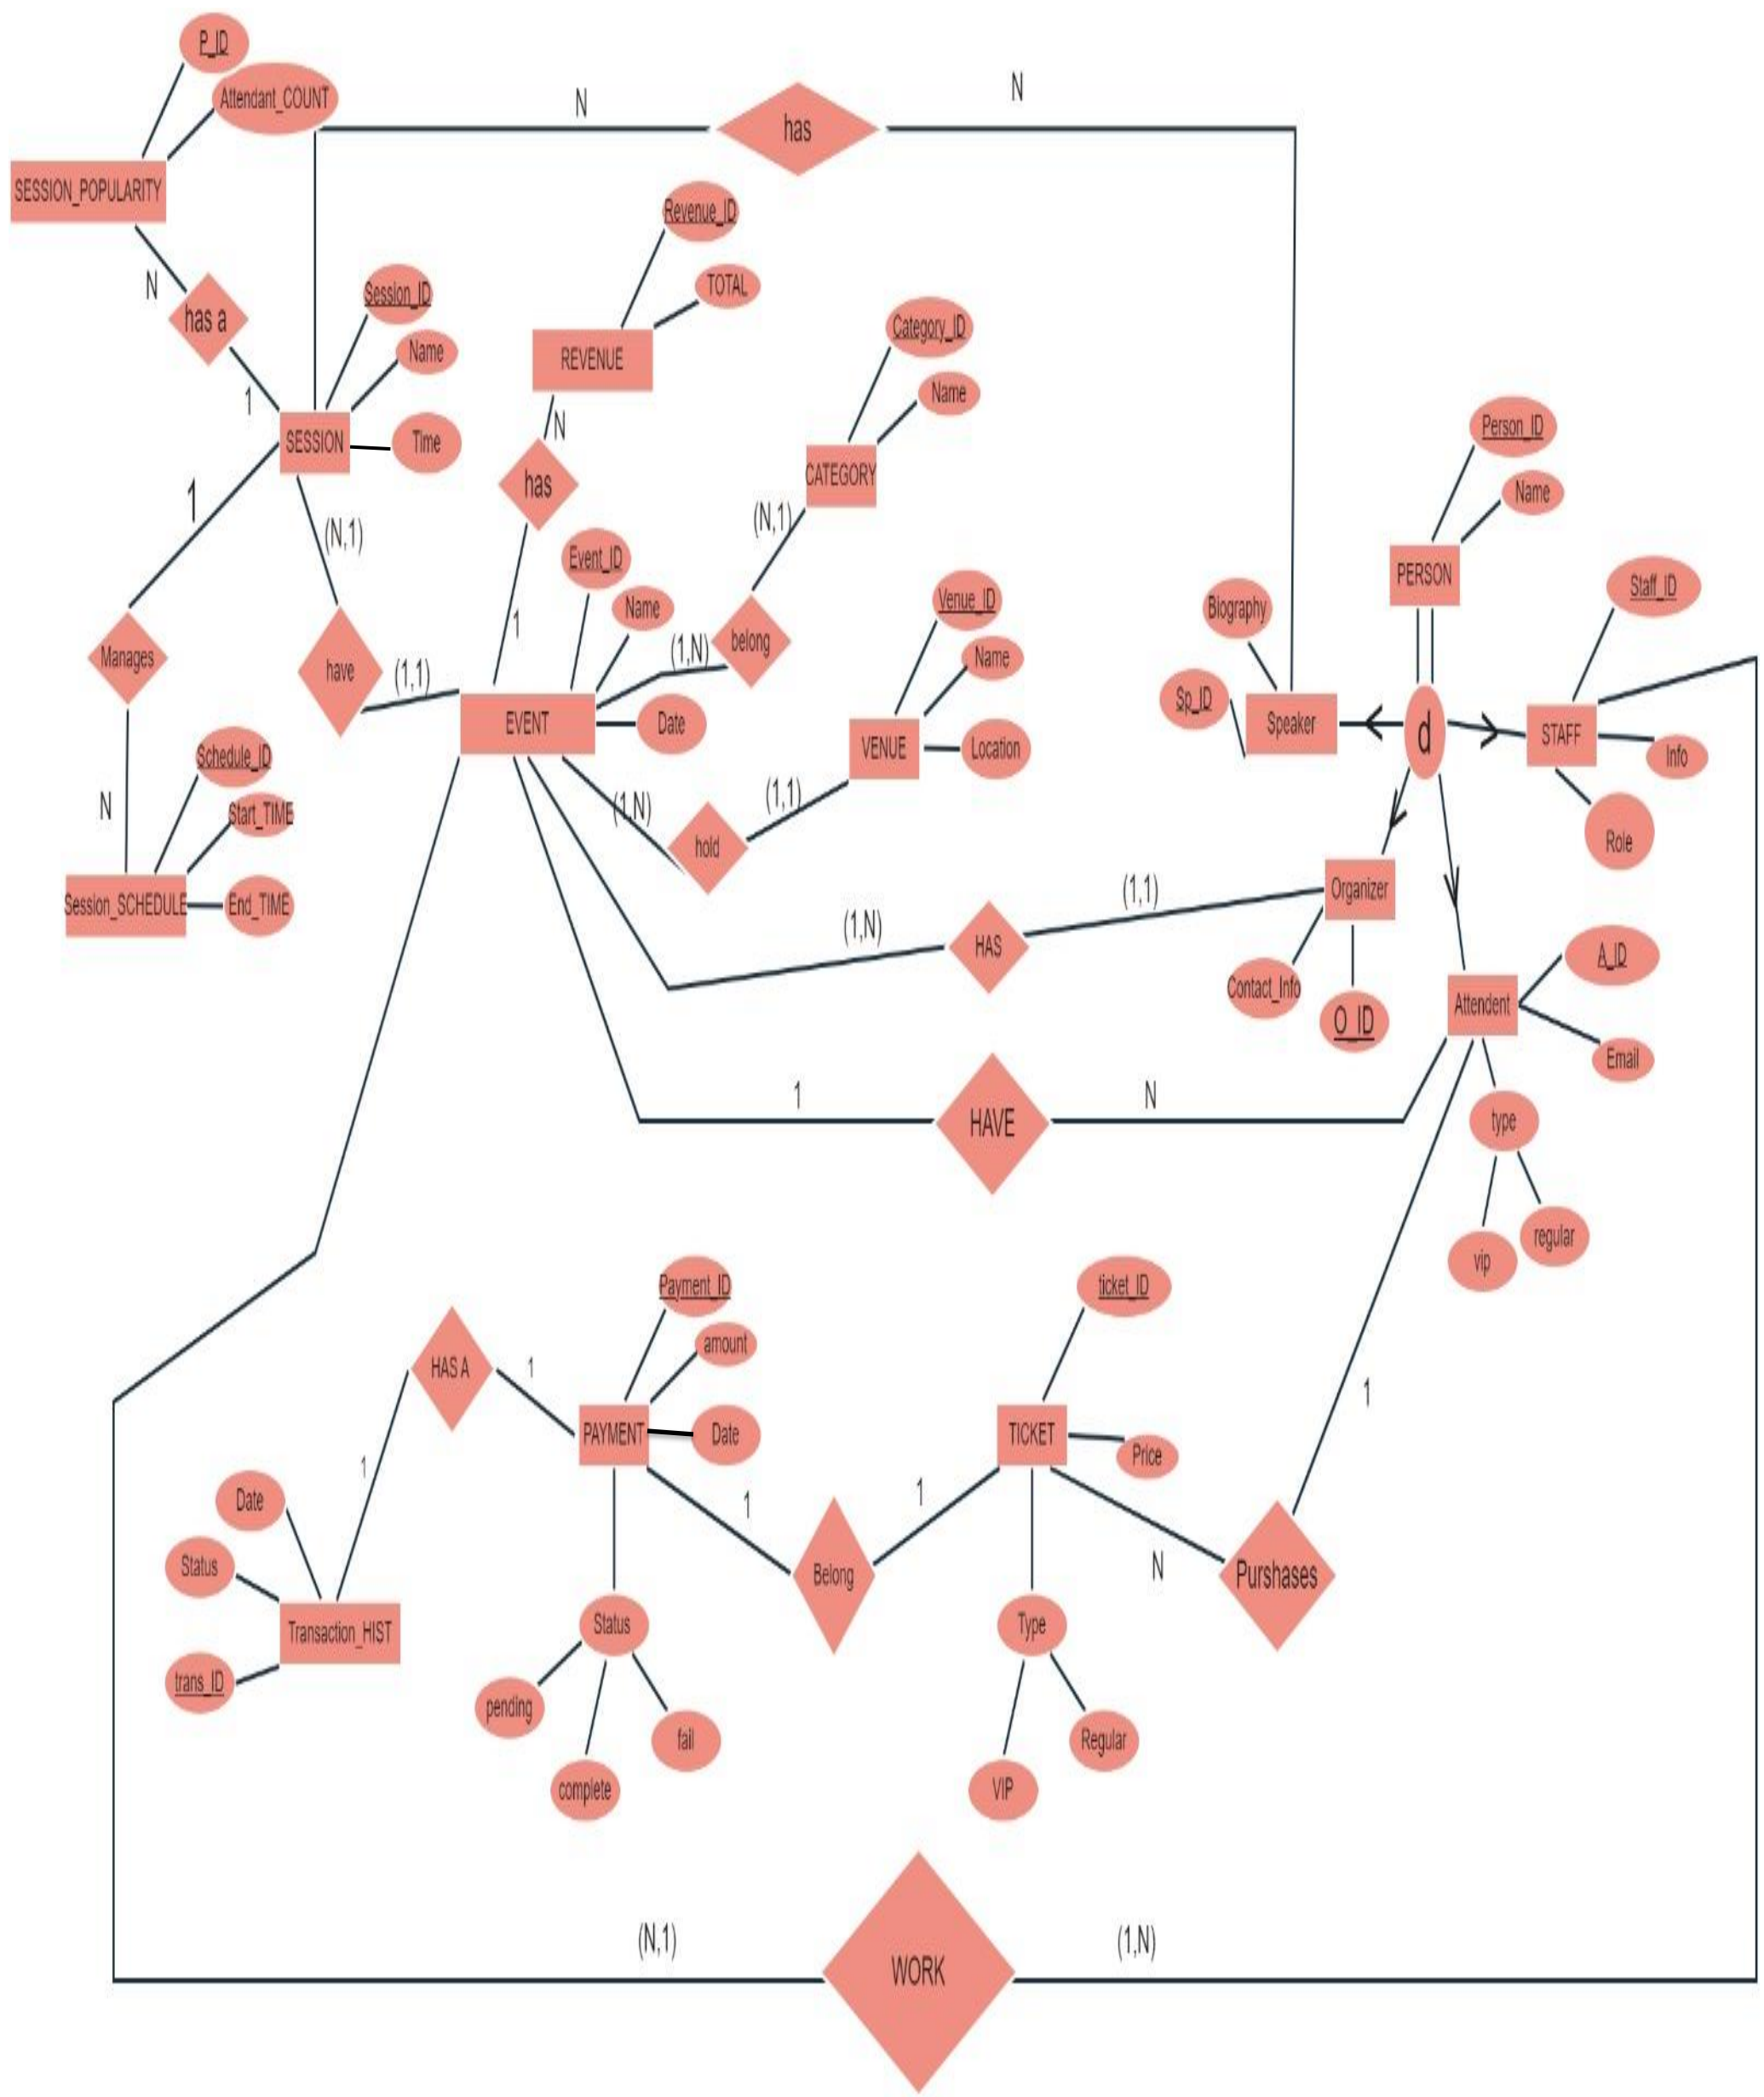 P_ID
Attendant_COUNT
SESSION_POPULARITY
N
has
N
Revenue_ID
TOTAL
REVENUE
N
has a
1
Session_ID
Name
SESSION
Time
Category_ID
Name
CATEGORY
N
has
1
(N,1)
Person_ID
Name
PERSON
1
(N,1)
Event_ID
Name
(1,N)
belong
Venue_ID
Name
Location
VENUE
Biography
Sp_ID
Speaker
d
Staff_ID
STAFF
Info
Role
Manages
have
(1,1)
EVENT
Date
N
Schedule_ID
Start_TIME
Session_SCHEDULE
End_TIME
(1,N)
hold
(1,1)
(1,N)
HAS
(1,1)
Organizer
Contact_Info
O_ID
A_ID
Attendent
Email
type
vip
regular
1
HAVE
N
Payment_ID
amount
Date
PAYMENT
HAS A
1
1
ticket_ID
TICKET
Price
1
Date
Status
Transaction_HIST
trans_ID
Status
pending
complete
fail
1
Belong
1
Type
VIP
Regular
N
Purshases
(N,1)
WORK
(1,N)